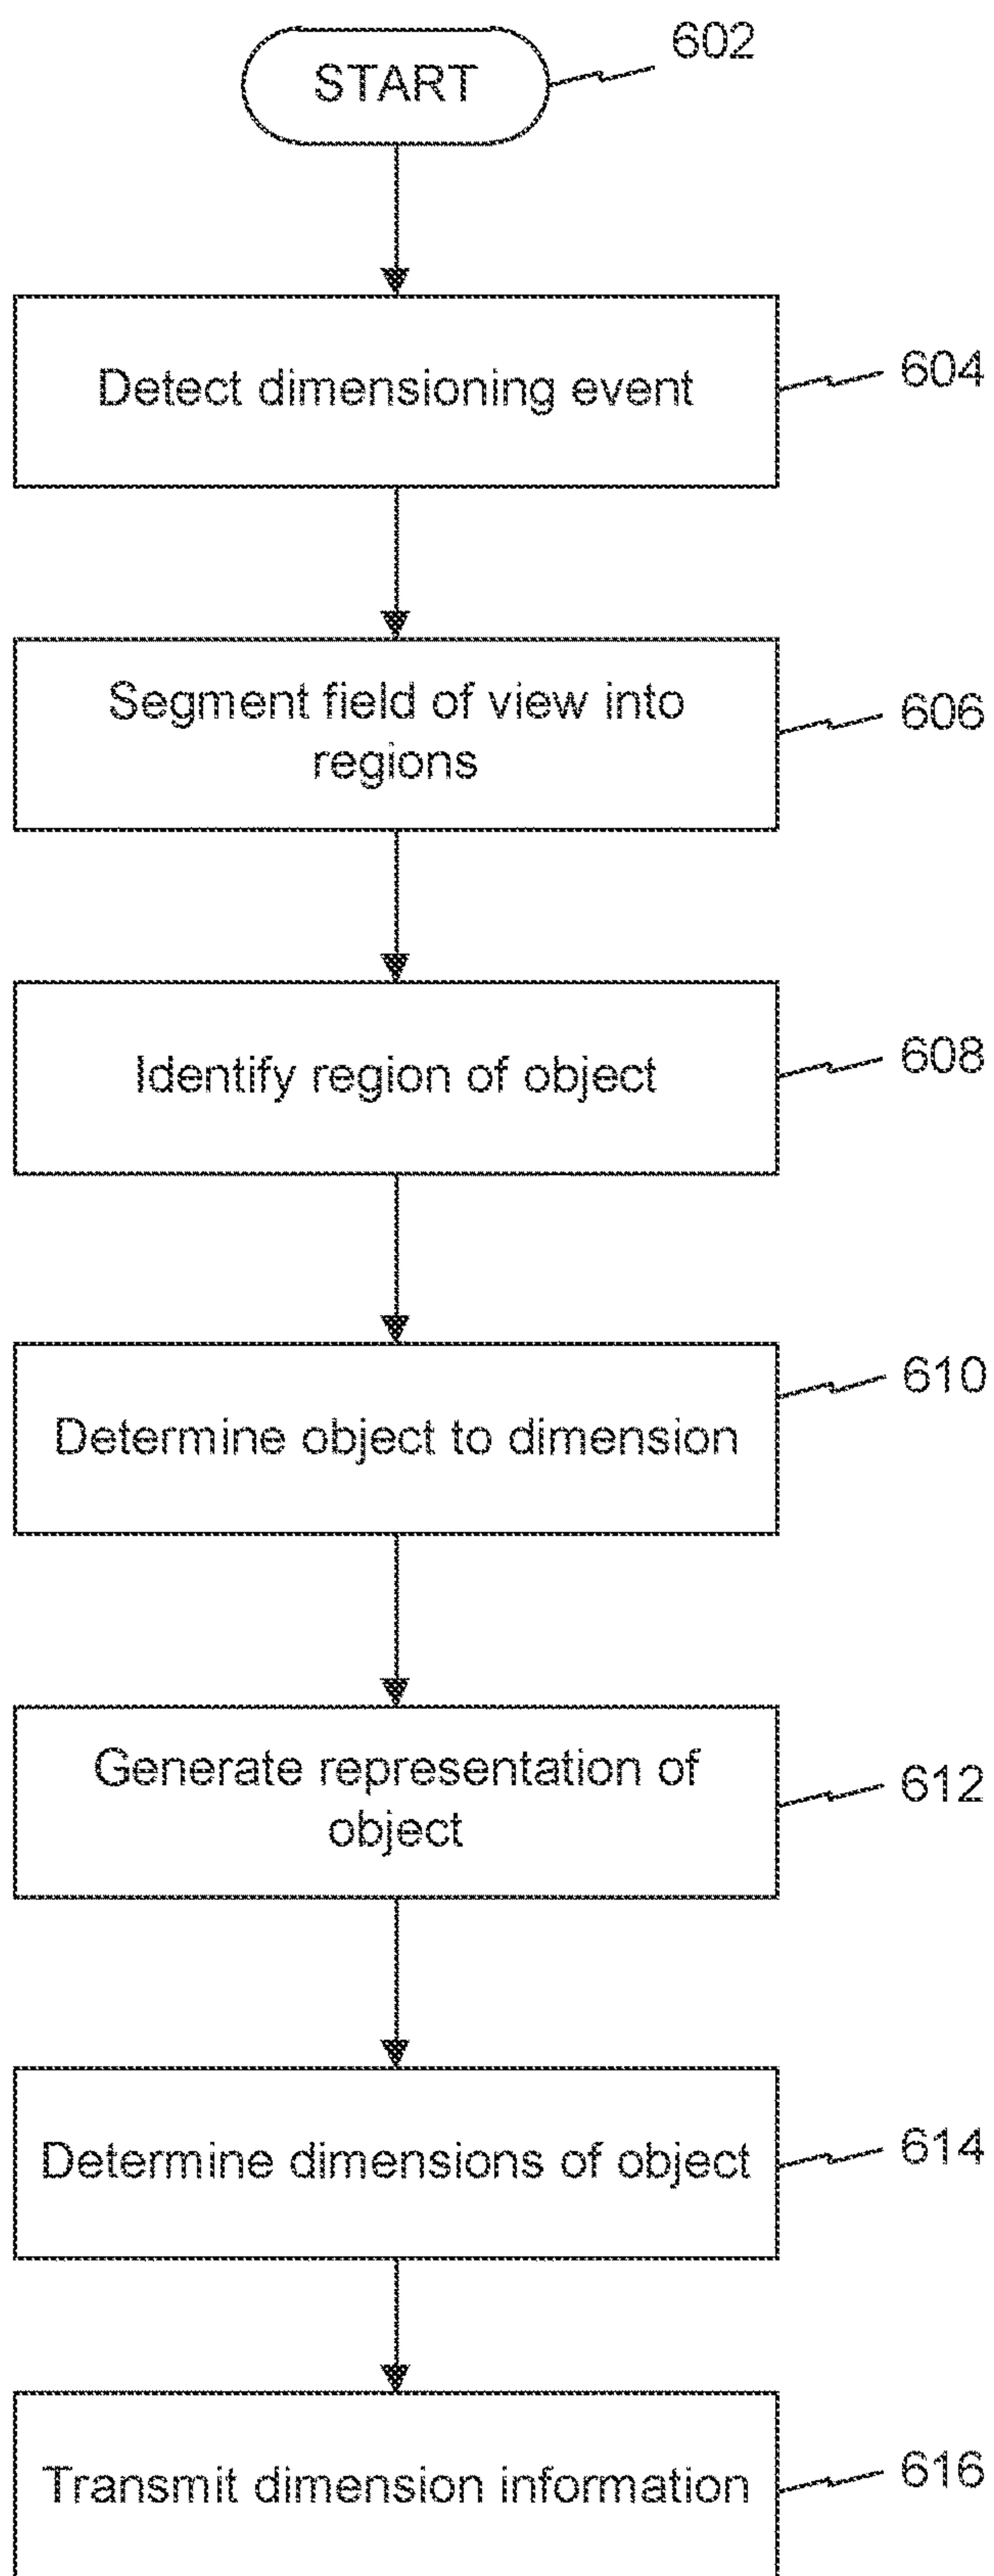 602
START
Detect dimensioning event
604
Segment field of view into
regions
606
Identify region of object
608
Determine object to dimension
610
Generate representation of
object
612
Determine dimensions of object
614
Transmit dimension information
616